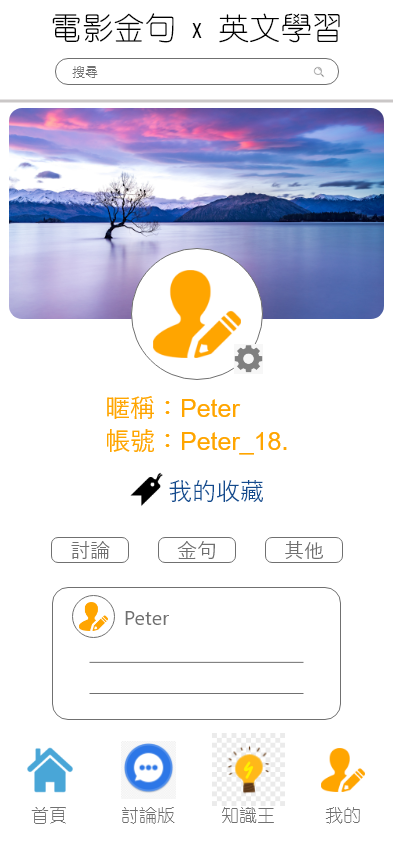 電影金句 x 英文學習
搜尋
暱稱：Peter
帳號：Peter_18.
我的收藏
討論 金句 其他
Peter
首頁 討論版 知識王 我的